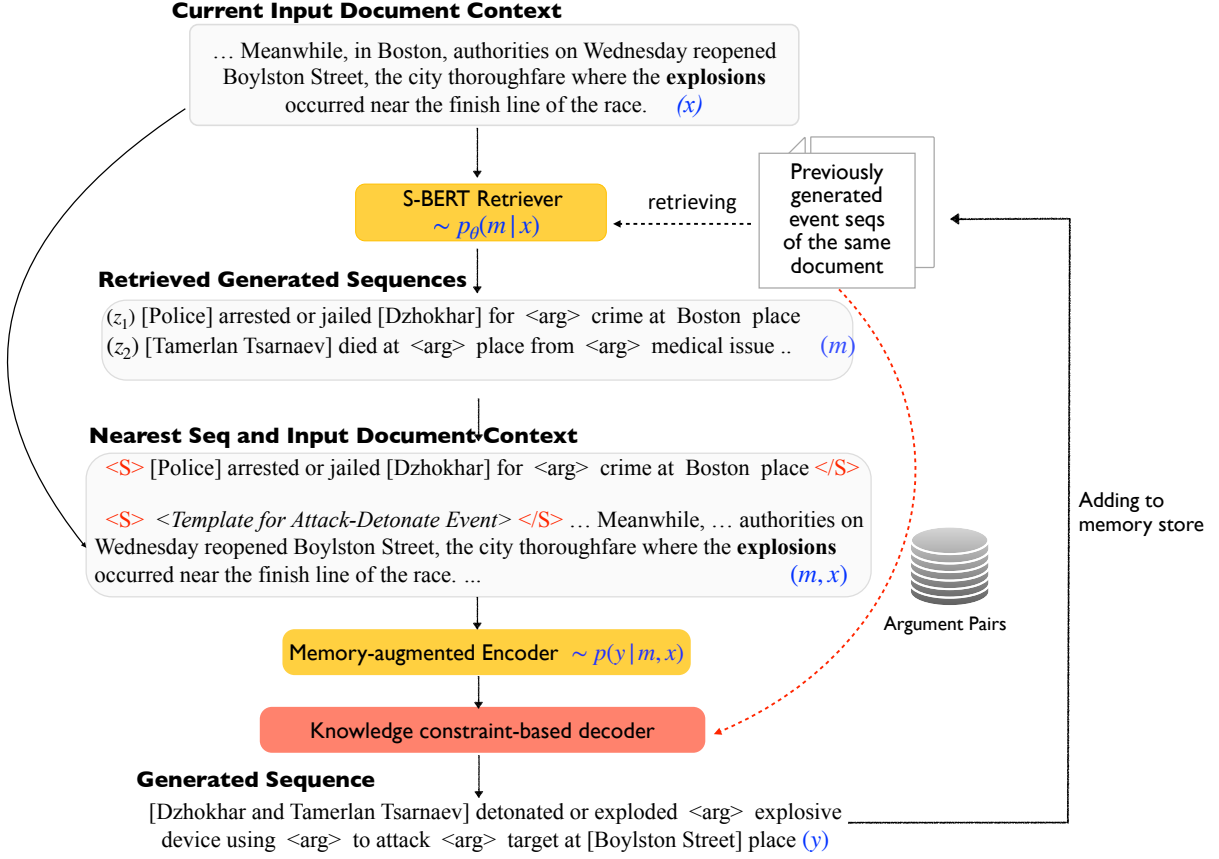 Current Input Document Context
… Meanwhile, in Boston, authorities on Wednesday reopened
Boylston Street, the city thoroughfare where the explosions
occurred near the finish line of the race. (x)
S-BERT Retriever
∼ pθ(m|x)
retrieving
Previously
generated
event seqs
of the same
document
Retrieved Generated Sequences
(z1) [Police] arrested or jailed [Dzhokhar] for <arg> crime at Boston place
(z2) [Tamerlan Tsarnaev] died at <arg> place from <arg> medical issue .. (m)
Nearest Seq and Input Document Context
<S> [Police] arrested or jailed [Dzhokhar] for <arg> crime at Boston place </S>
<S> <Template for Attack-Detonate Event> </S> … Meanwhile, … authorities on
Wednesday reopened Boylston Street, the city thoroughfare where the explosions
occurred near the finish line of the race. ... (m, x)
Adding to
memory store
Argument Pairs
Memory-augmented Encoder ∼ p(y|m, x)
Knowledge constraint-based decoder
Generated Sequence
[Dzhokhar and Tamerlan Tsarnaev] detonated or exploded <arg> explosive
device using <arg> to attack <arg> target at [Boylston Street] place (y)